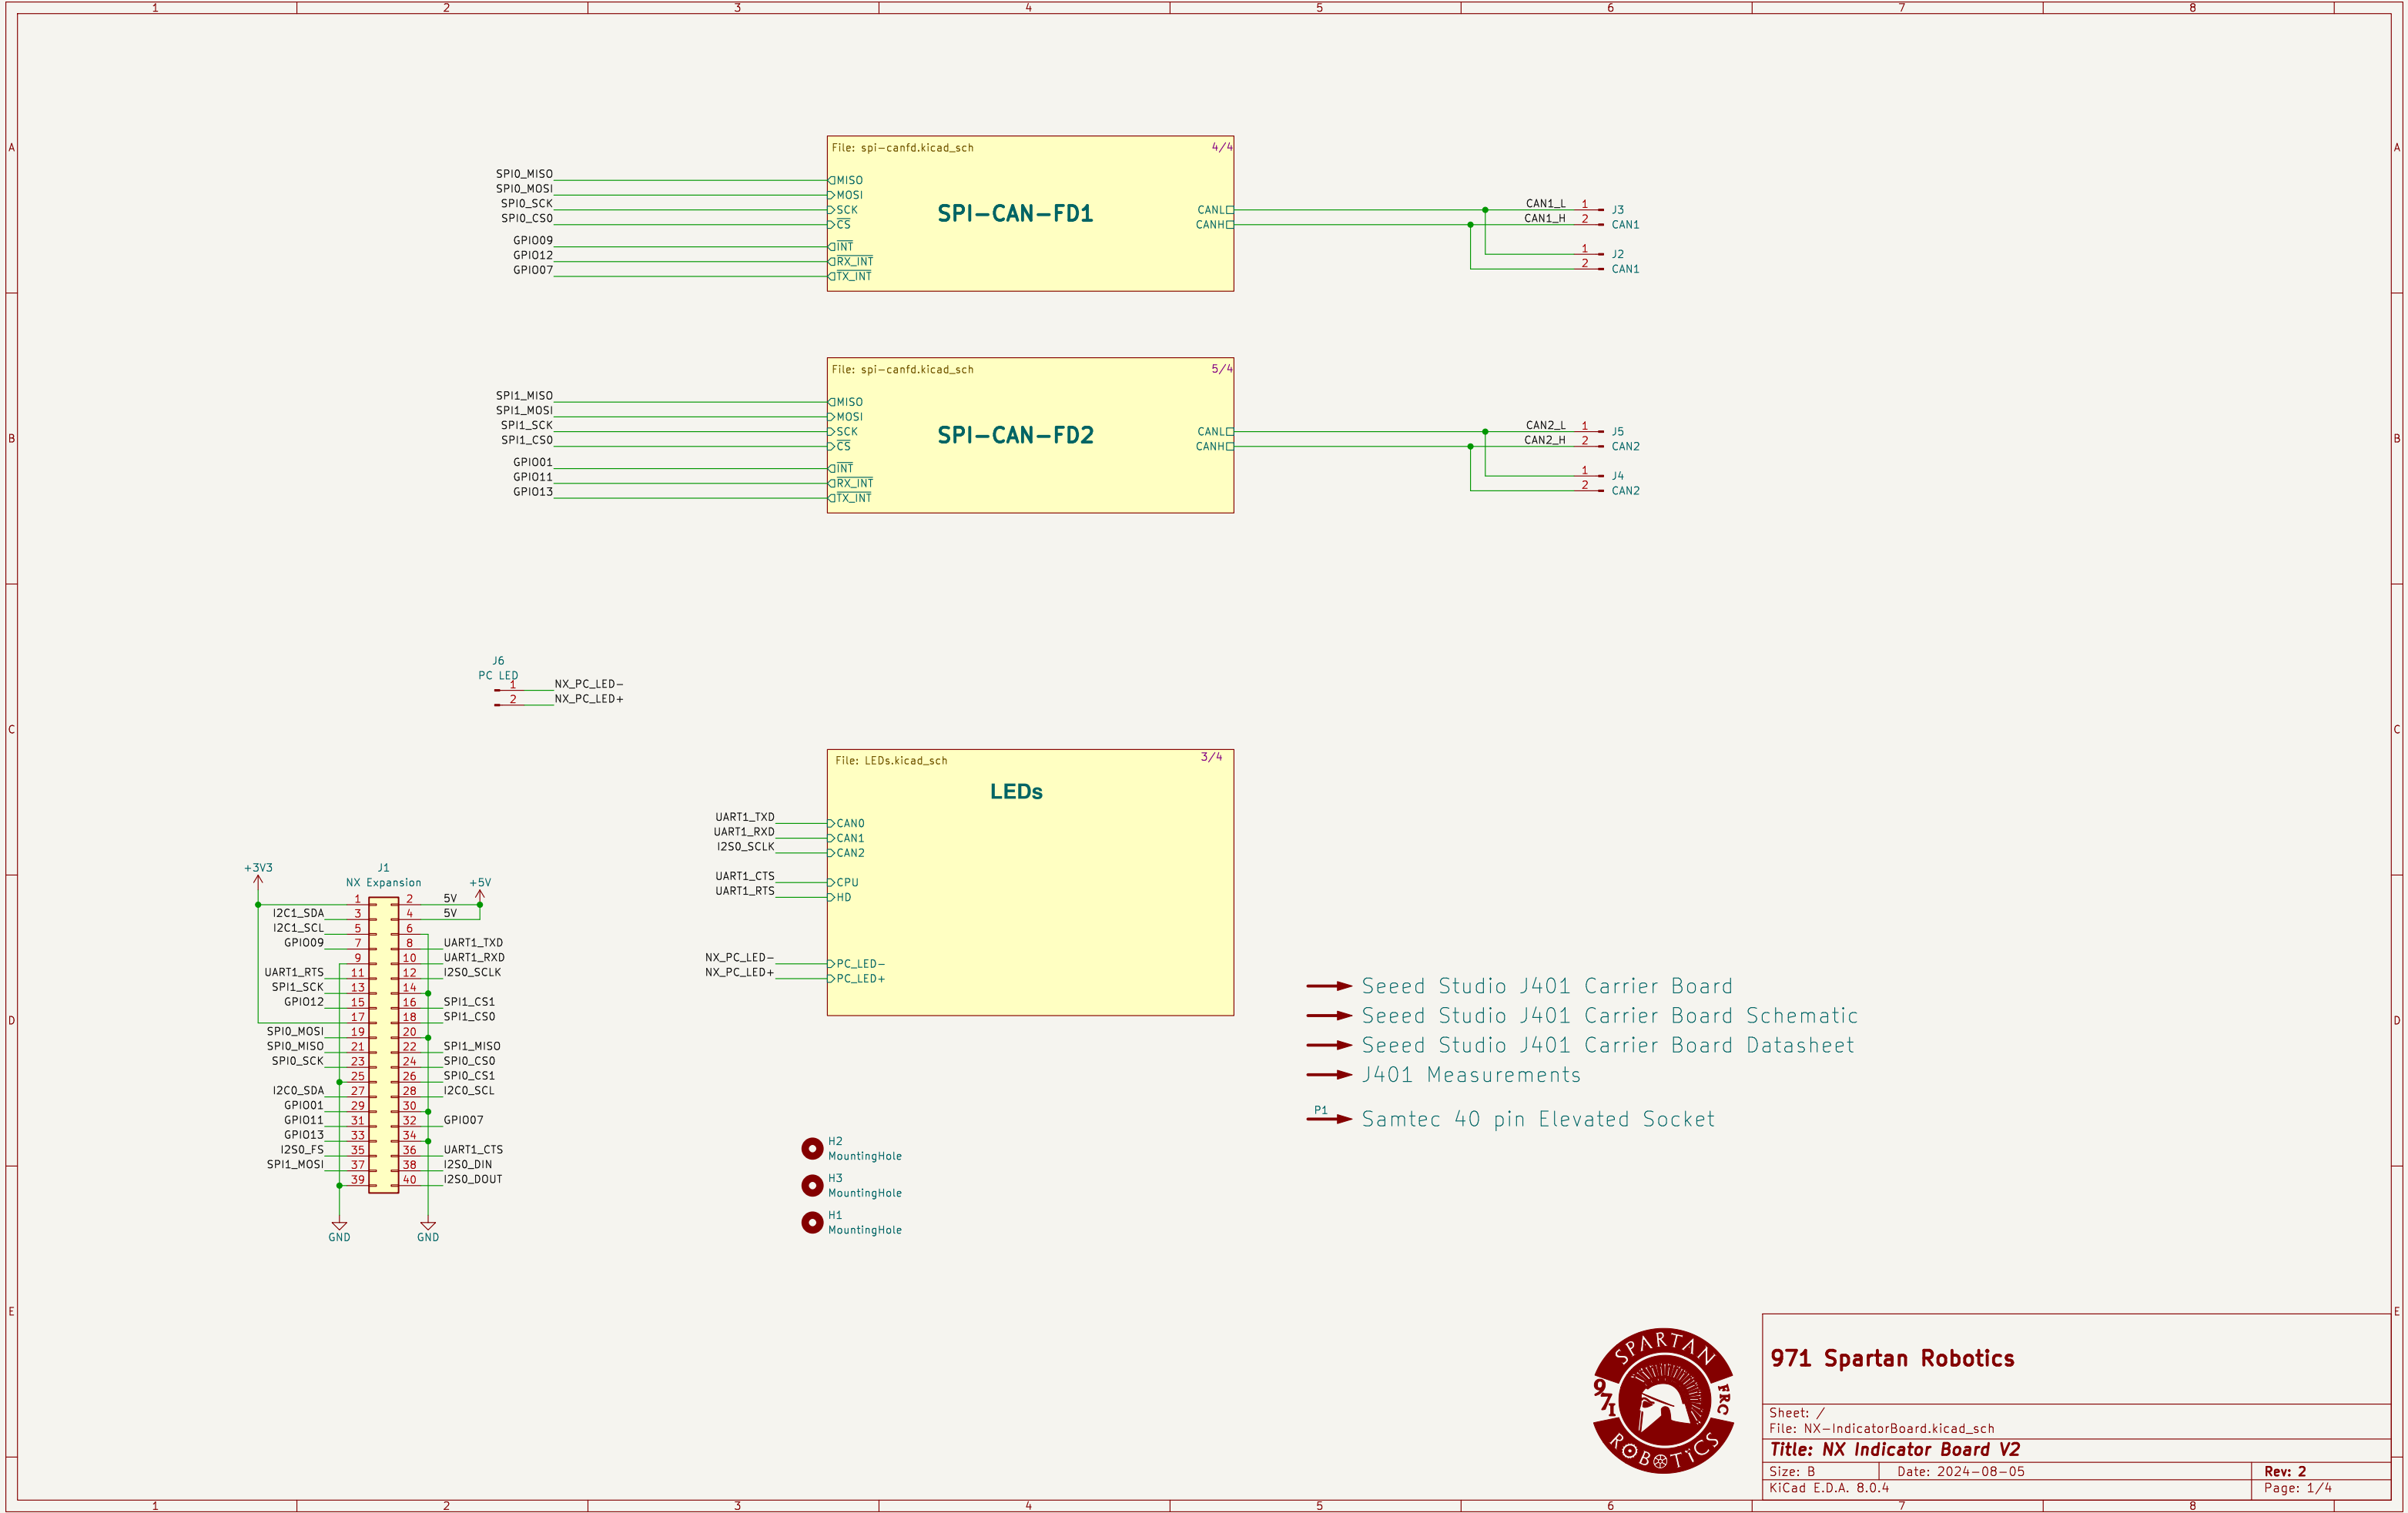 1 2 3 4 5 6 7 8
A A
File: spi-canfd.kicad_sch 4/4
SPI0_MISO MISO
SPI0_MOSI MOSI
SPI0_SCK SCK SPI-CAN-FD1 CANL CAN1_L 1 J3
SPI0_CS0 CS CANH CAN1_H 2 CAN1
GPIO09 INT
GPIO12 RX_INT 1 J2
GPIO07 TX_INT 2 CAN1
File: spi-canfd.kicad_sch 5/4
SPI1_MISO MISO
SPI1_MOSI MOSI
SPI1_SCK SCK SPI-CAN-FD2 CANL CAN2_L 1 J5
B B
SPI1_CS0 CS CANH CAN2_H 2 CAN2
GPIO01 INT
GPIO11 RX_INT 1 J4
GPIO13 TX_INT 2 CAN2
J6
PC LED
1 NX_PC_LED-
2 NX_PC_LED+
C C
File: LEDs.kicad_sch 3/4
LEDs
UART1_TXD CAN0
UART1_RXD CAN1
I2S0_SCLK CAN2
UART1_CTS CPU
UART1_RTS HD
NX_PC_LED- PC_LED-
NX_PC_LED+ PC_LED+
+3V3 J1
NX Expansion +5V
1 2 5V
I2C1_SDA 3 4 5V
I2C1_SCL 5 6
GPIO09 7 8 UART1_TXD
9 10 UART1_RXD
UART1_RTS 11 12 I2S0_SCLK
SPI1_SCK 13 14
GPIO12 15 16 SPI1_CS1
17 18 SPI1_CS0
SPI0_MOSI 19 20
SPI0_MISO 21 22 SPI1_MISO
SPI0_SCK 23 24 SPI0_CS0
25 26 SPI0_CS1
I2C0_SDA 27 28 I2C0_SCL
GPIO01 29 30
GPIO11 31 32 GPIO07
GPIO13 33 34
I2S0_FS 35 36 UART1_CTS
SPI1_MOSI 37 38 I2S0_DIN
39 40 I2S0_DOUT
GND GND
D D
Seeed Studio J401 Carrier Board
Seeed Studio J401 Carrier Board Schematic
Seeed Studio J401 Carrier Board Datasheet
J401 Measurements
P1 Samtec 40 pin Elevated Socket
H2
MountingHole
H3
MountingHole
H1
MountingHole
E E
SPARTAN
971 FRC
ROBOTICS
971 Spartan Robotics
Sheet: /
File: NX-IndicatorBoard.kicad_sch
Title: NX Indicator Board V2
Size: B Date: 2024-08-05 Rev: 2
KiCad E.D.A. 8.0.4 Page: 1/4
1 2 3 4 5 6 7 8